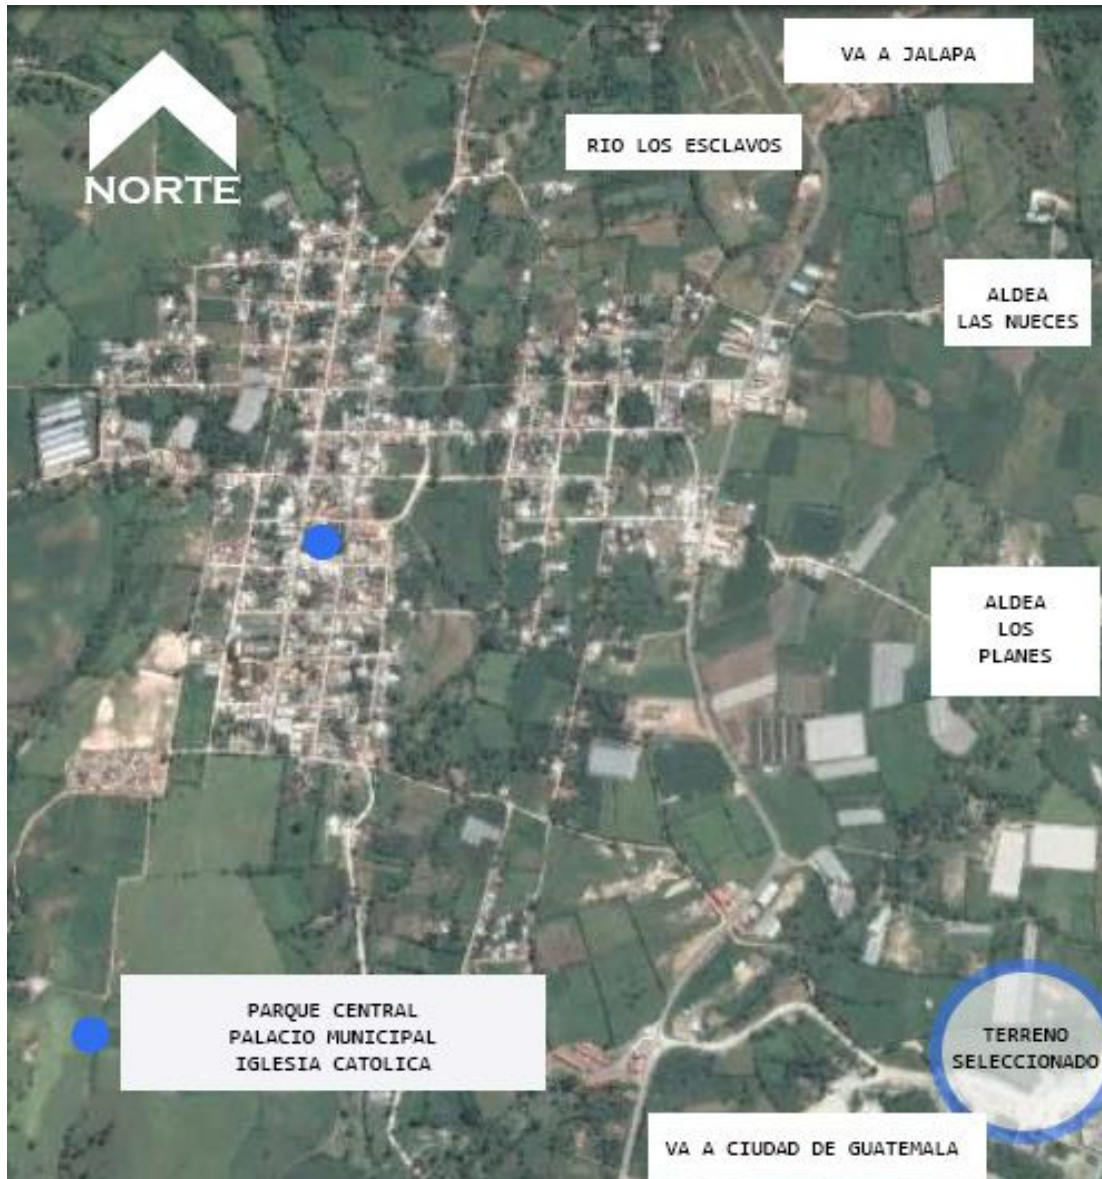 VA A JALAPA
RIO LOS ESCLAVOS
NORTE
ALDEA
LAS NUECES
ALDEA
LOS
PLANES
PARQUE CENTRAL
PALACIO MUNICIPAL
IGLESIA CATOLICA
TERRENO
SELECCIONADO
VA A CIUDAD DE GUATEMALA